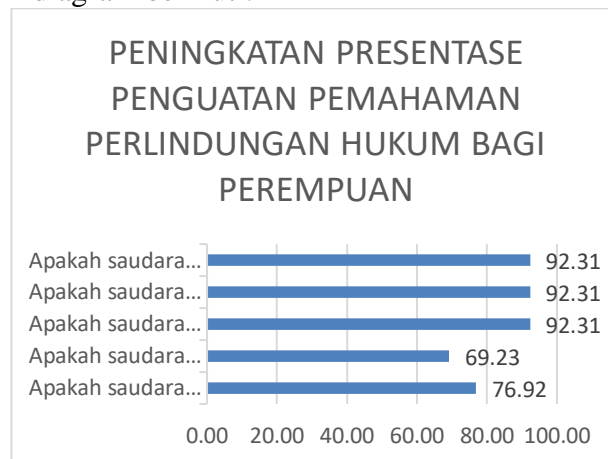 PENINGKATAN PRESENTASE
PENGUATAN PEMAHAMAN
PERLINDUNGAN HUKUM BAGI
PEREMPUAN
Apakah saudara... 92.31
Apakah saudara... 92.31
Apakah saudara... 92.31
Apakah saudara... 69.23
Apakah saudara... 76.92
0.00 20.00 40.00 60.00 80.00 100.00